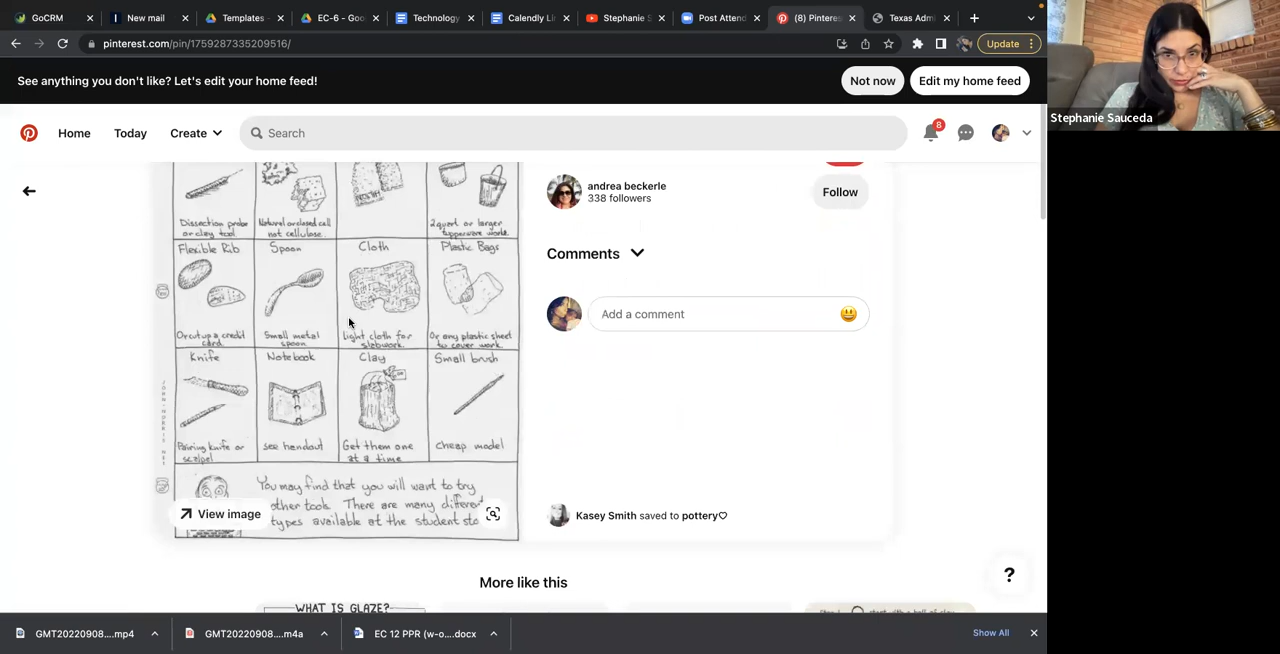 GoCRM
New mail
Templates -
EC-6 - Goo
Technology
Calendly Li
Stephanie S
Post Attend
(8) Pinteres
Texas Adm
pinterest.com/pin/1759287335209516/
Update
See anything you don't like? Let's edit your home feed!
Not now
Edit my home feed
Home
Today
Create
Search
8
Stephanie Sauceda
andrea beckerle
338 followers
Follow
Comments
Add a comment
Kasey Smith saved to pottery♡
Dissection probe
or clay tool.
Natural or closed cell
not cellulose.
2 quart or larger
tupperware works.
Flexible Rib
Spoon
Cloth
Plastic Bags
Or cut up a credit
card.
Small metal
spoon.
Light cloth for
slabwork.
Or any plastic sheet
to cover work.
Knife
Notebook
Clay
Small brush
Pairing knife or
scalpel
see handout
Get them one
at a time.
cheap model
JOHN-NORRIS.NET
You may find that you will want to try
other tools. There are many different
types available at the student sto
View image
More like this
WHAT IS GLAZE?
?
GMT20220908....mp4
GMT20220908....m4a
EC 12 PPR (w-o....docx
Show All